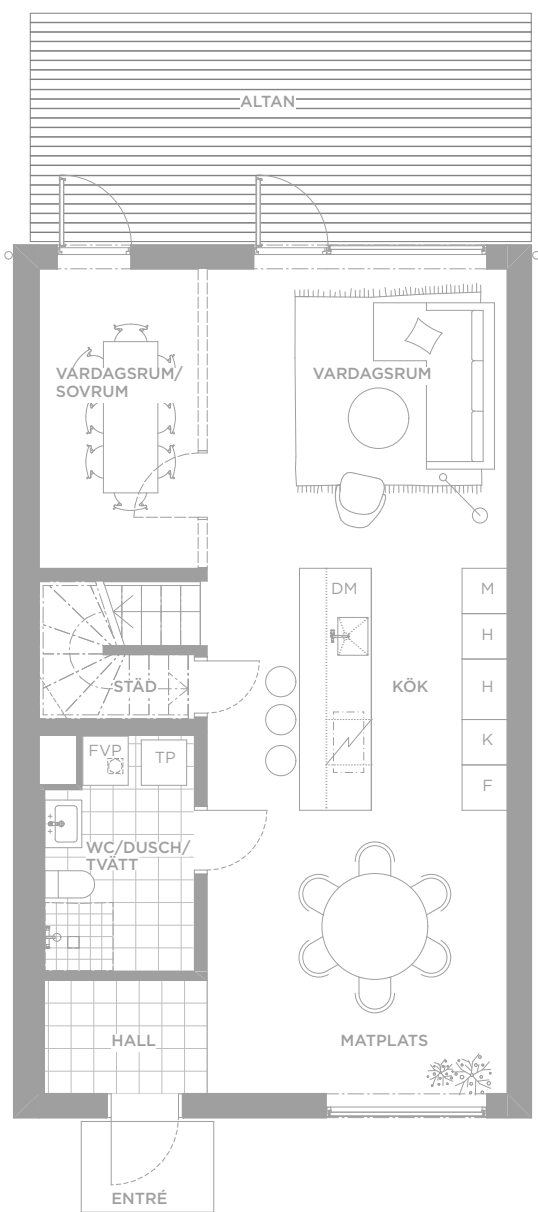 ALTAN
VARDAGSRUM/
SOVRUM
VARDAGSRUM
DM
M
H
H
K
F
KÖK
STÄD
FVP
TP
WC/DUSCH/
TVÄTT
HALL
MATPLATS
ENTRÉ